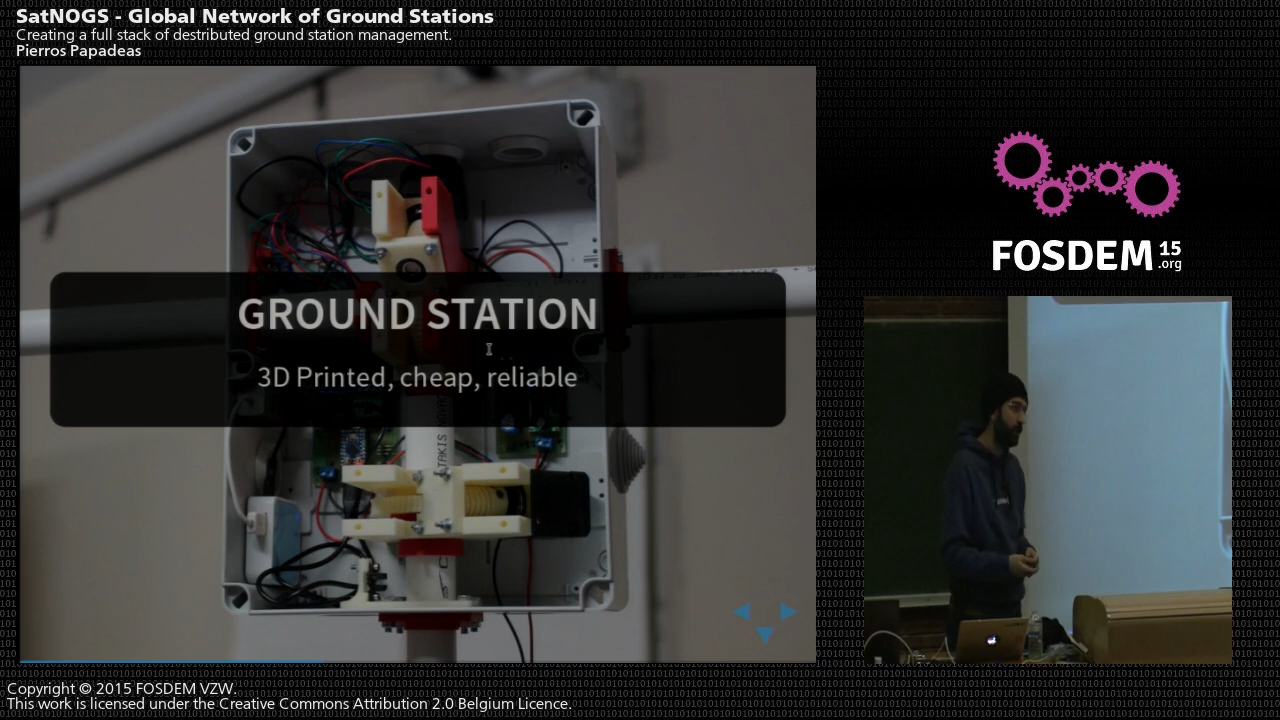 SatNOGS - Global Network of Ground Stations
Creating a full stack of destributed ground station management.
Pierros Papadeas
FOSDEM 15
.org
GROUND STATION
3D Printed, cheap, reliable
TAKIS
Copyright © 2015 FOSDEM VZW.
This work is licensed under the Creative Commons Attribution 2.0 Belgium Licence.